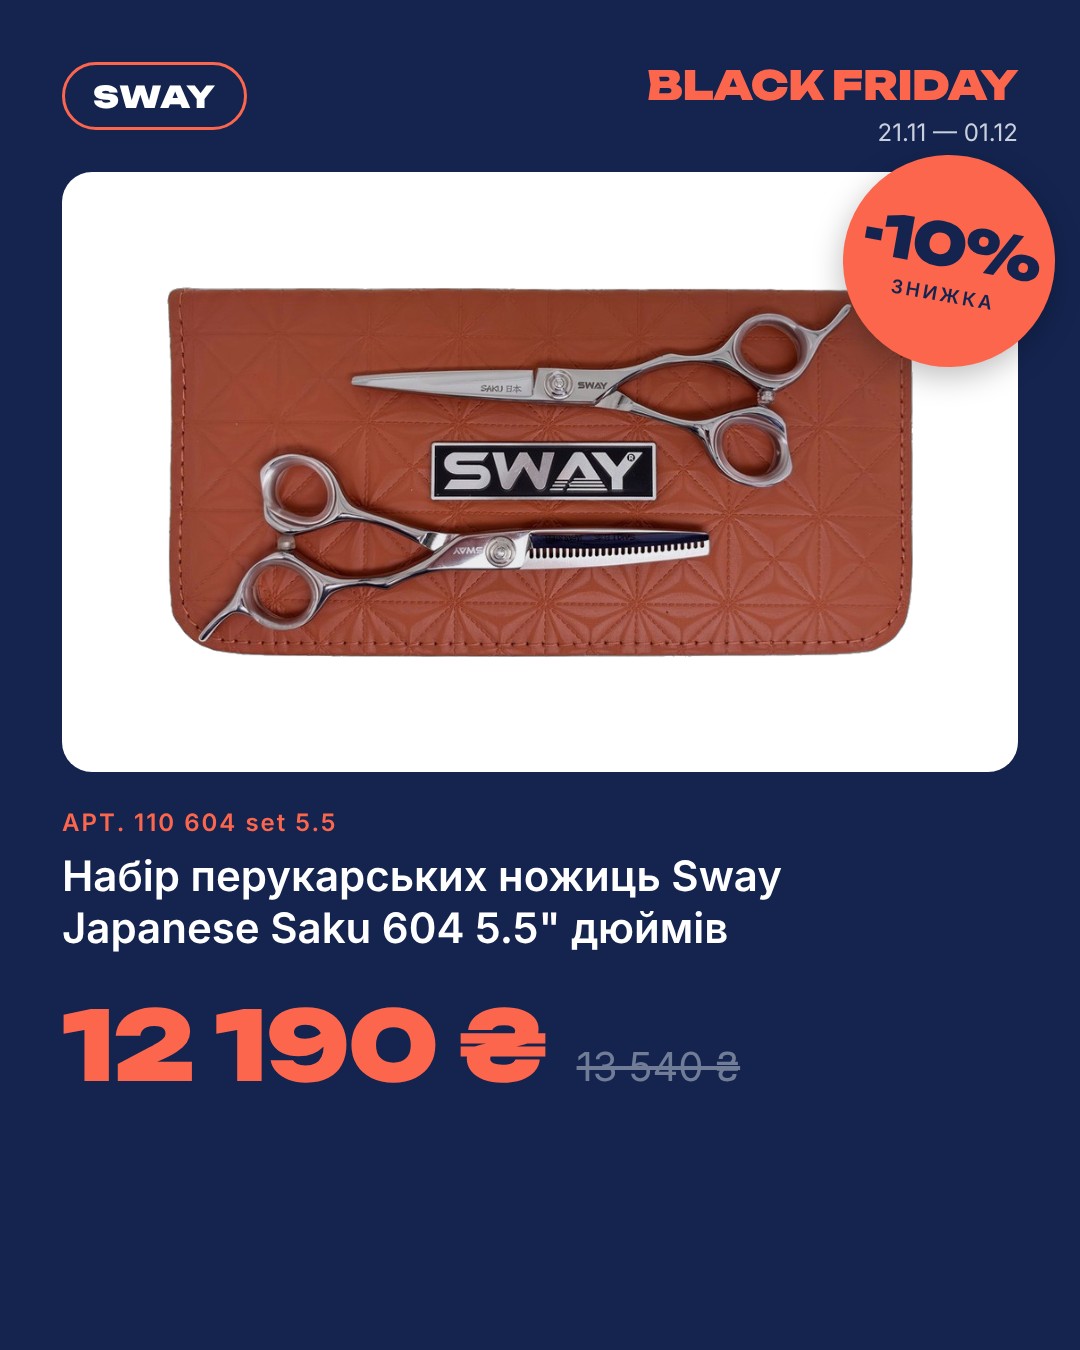 SWAY
BLACK FRIDAY
21.11 — 01.12
-10%
ЗНИЖКА
SAKU 日本
SWAY
SWAY®
SWAY
АРТ. 110 604 set 5.5
Набір перукарських ножиць Sway
Japanese Saku 604 5.5" дюймів
12 190 ₴
13 540 ₴